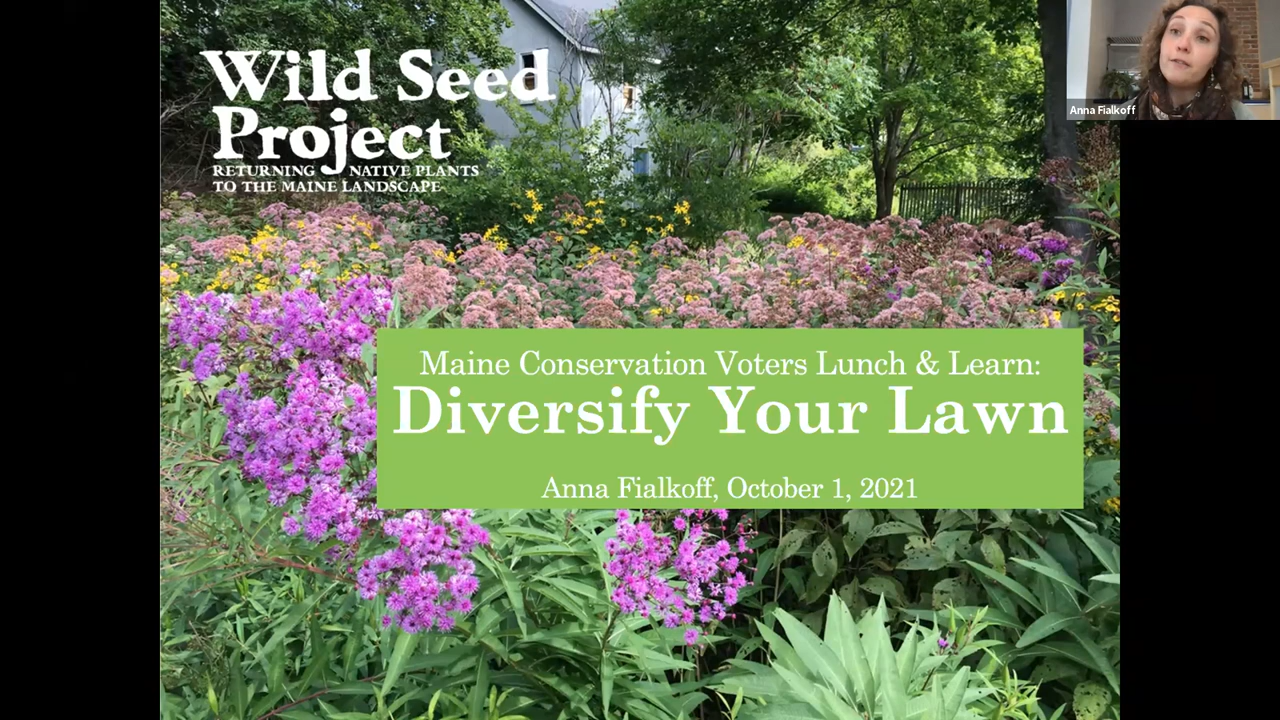 Wild Seed
Project
RETURNING NATIVE PLANTS
TO THE MAINE LANDSCAPE
Anna Fialkoff
Maine Conservation Voters Lunch & Learn:
Diversify Your Lawn
Anna Fialkoff, October 1, 2021